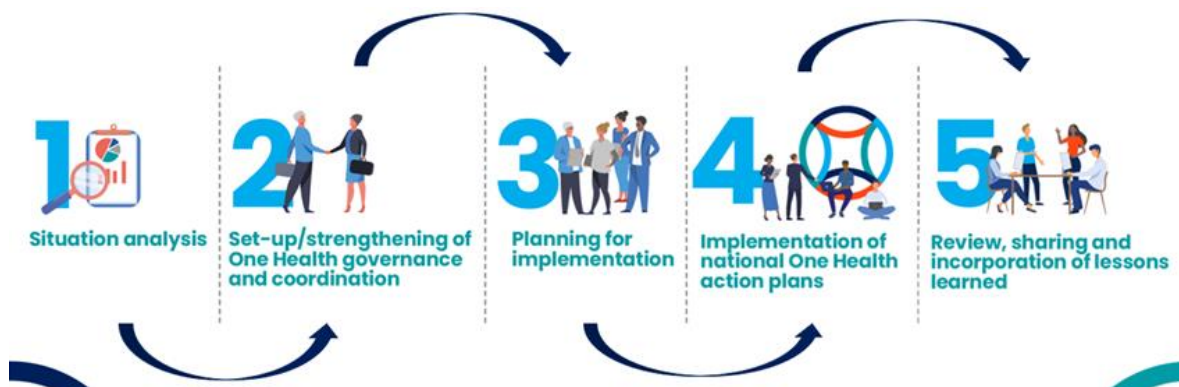 1
Situation analysis
2
Set-up/strengthening of
One Health governance
and coordination
3
Planning for
implementation
4
Implementation of
national One Health
action plans
5
Review, sharing and
incorporation of lessons
learned